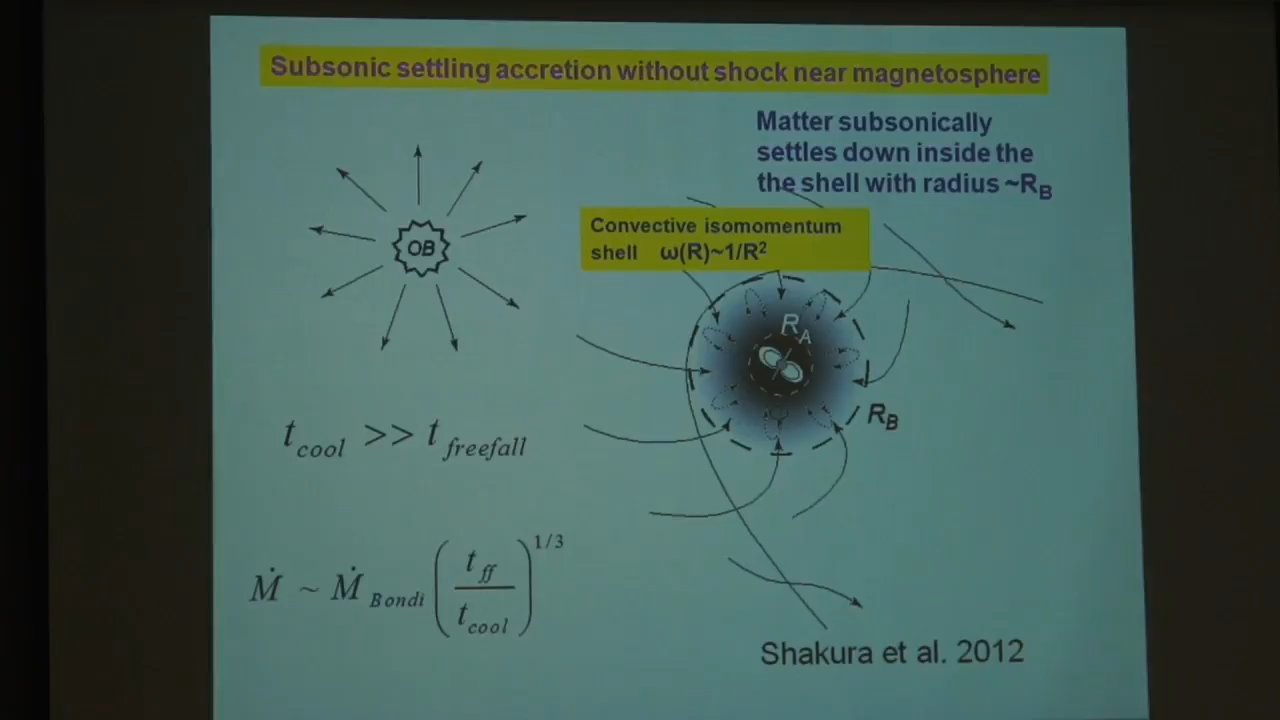 Subsonic settling accretion without shock near magnetosphere
Matter subsonically
settles down inside the
the shell with radius ~R_B
Convective isomomentum
shell ω(R)~1/R²
OB
R_A
R_B
t_cool >> t_freefall
Ṁ ~ Ṁ_Bondi (t_ff / t_cool)^1/3
Shakura et al. 2012